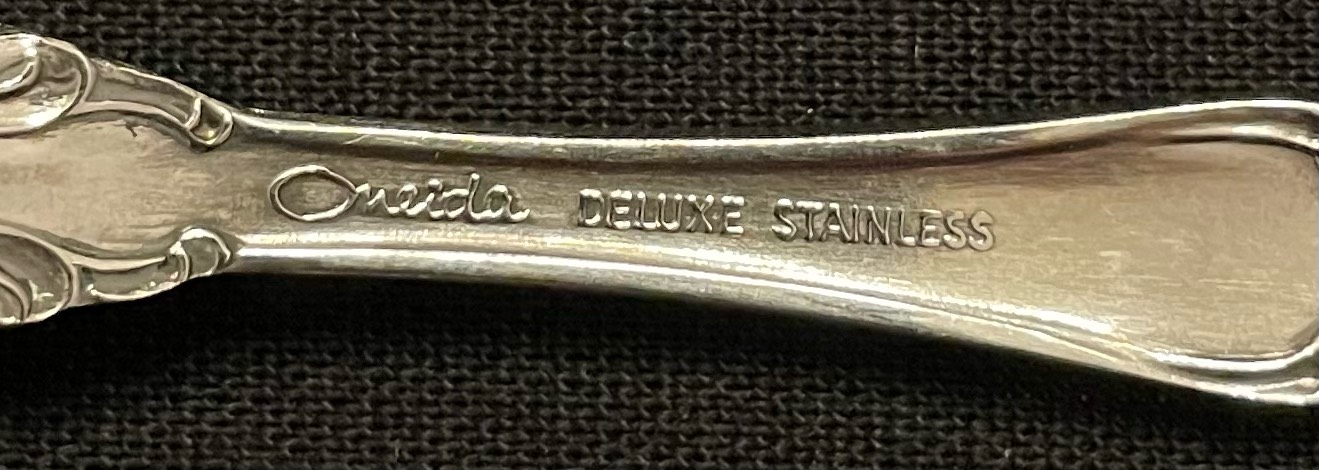 Oneida DELUXE STAINLESS